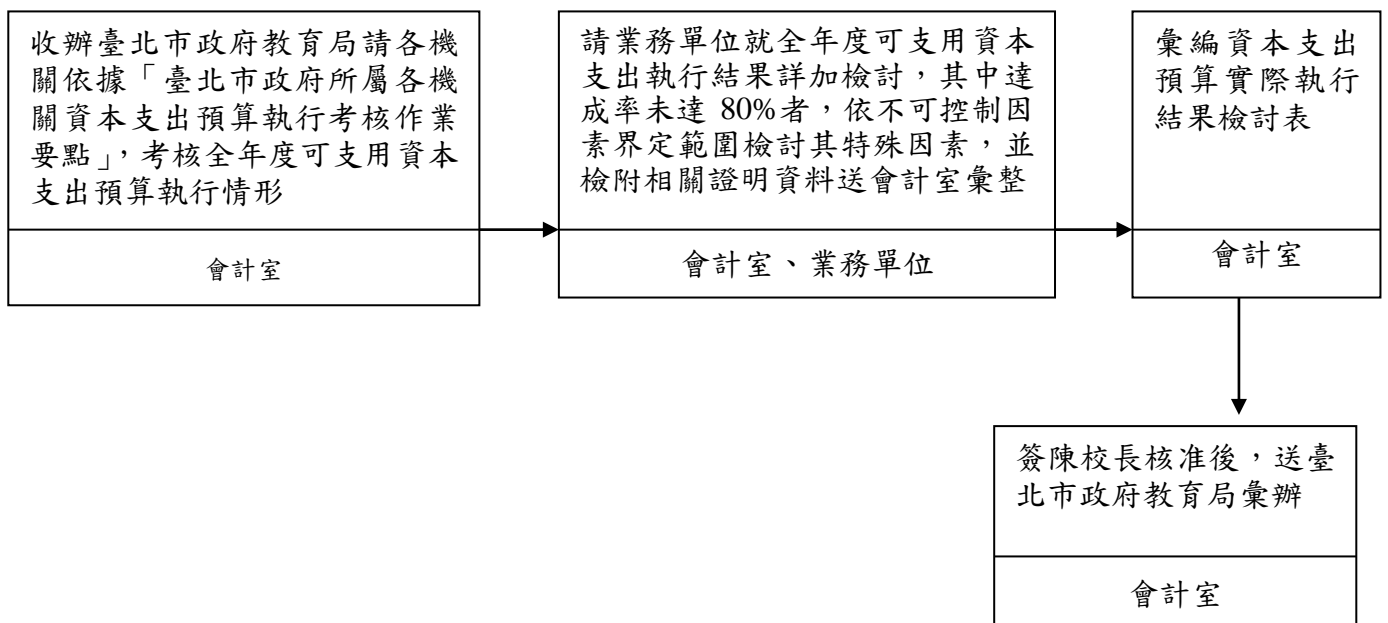 收辦臺北市政府教育局請各機
關依據「臺北市政府所屬各機
關資本支出預算執行考核作業
要點」，考核全年度可支用資本
支出預算執行情形
會計室
請業務單位就全年度可支用資本
支出執行結果詳加檢討，其中達
成率未達 80%者，依不可控制因
素界定範圍檢討其特殊因素，並
檢附相關證明資料送會計室彙整
會計室、業務單位
彙編資本支出
預算實際執行
結果檢討表
會計室
簽陳校長核准後，送臺
北市政府教育局彙辦
會計室